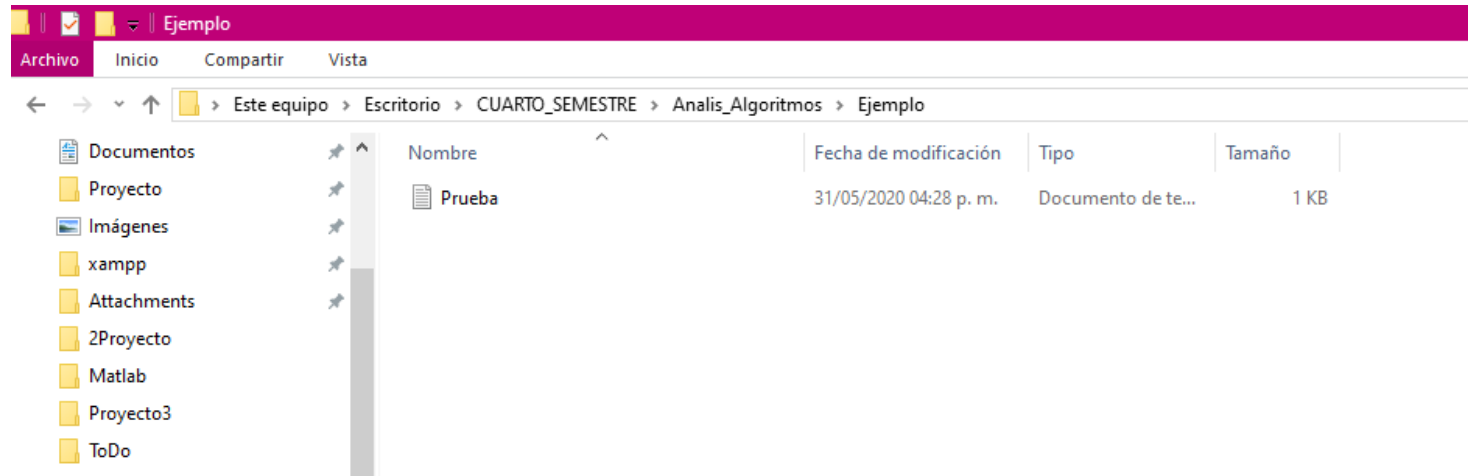 Ejemplo
Archivo Inicio Compartir Vista
Este equipo > Escritorio > CUARTO_SEMESTRE > Analis_Algoritmos > Ejemplo
Documentos
Proyecto
Imágenes
xampp
Attachments
2Proyecto
Matlab
Proyecto3
ToDo
Nombre Fecha de modificación Tipo Tamaño
Prueba 31/05/2020 04:28 p. m. Documento de te... 1 KB